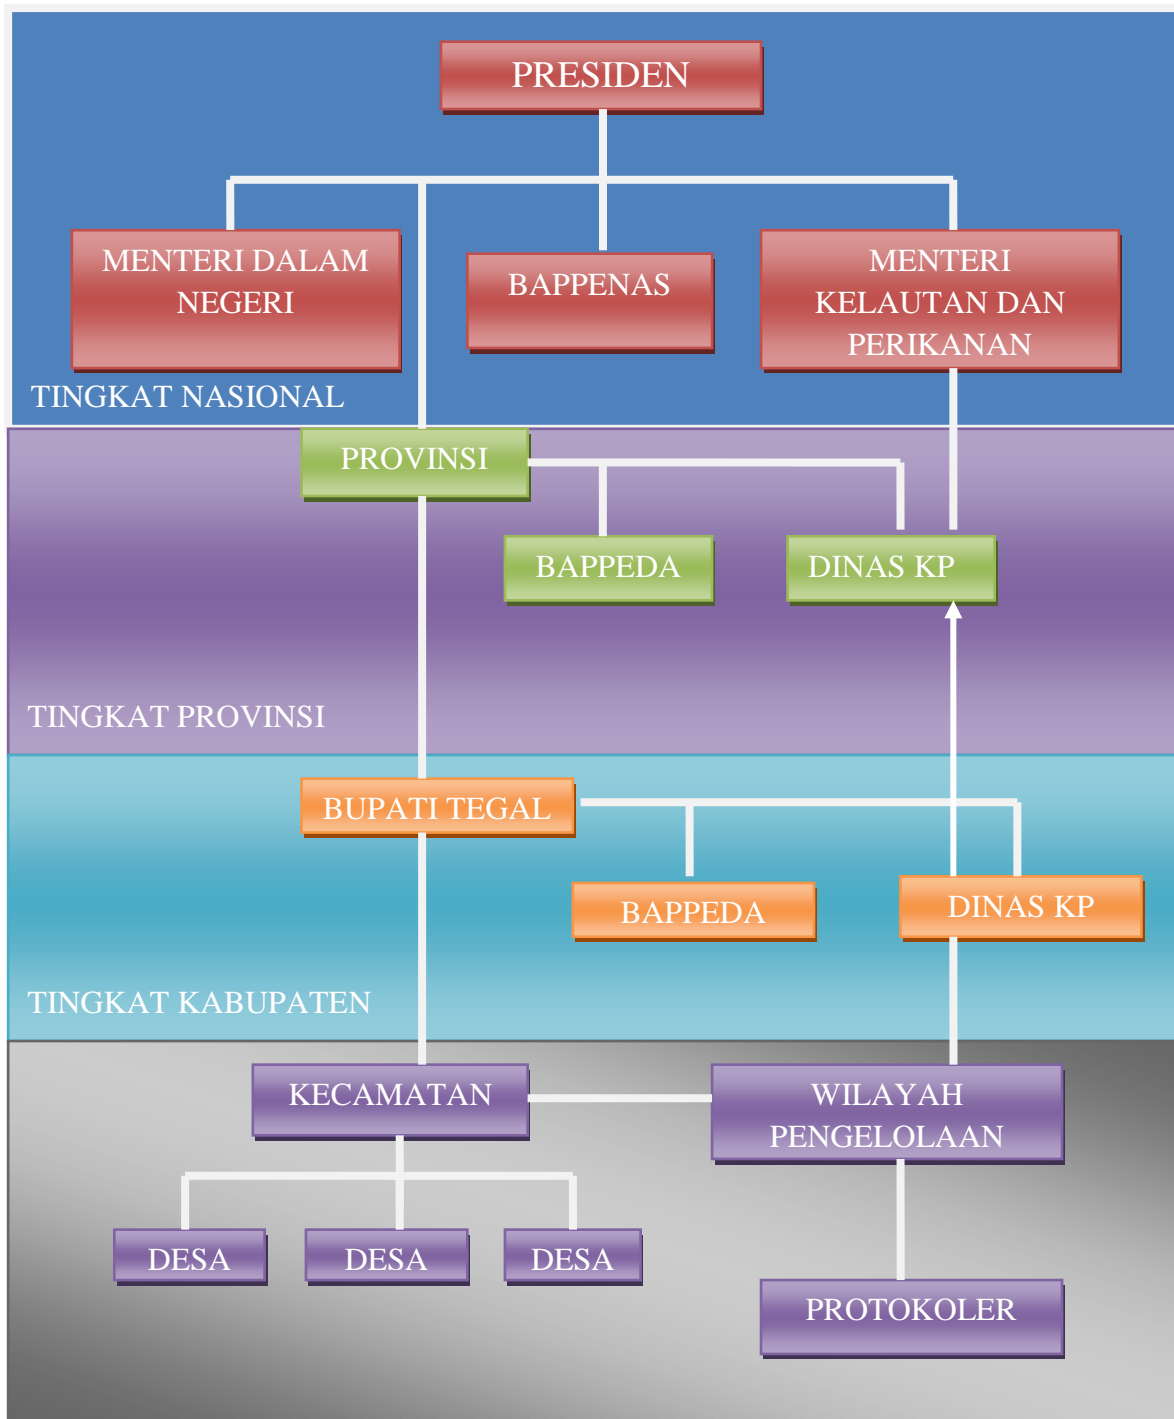 PRESIDEN
MENTERI DALAM
NEGERI
BAPPENAS
MENTERI
KELAUTAN DAN
PERIKANAN
TINGKAT NASIONAL
PROVINSI
BAPPEDA
DINAS KP
TINGKAT PROVINSI
BUPATI TEGAL
BAPPEDA
DINAS KP
TINGKAT KABUPATEN
KECAMATAN
WILAYAH
PENGELOLAAN
DESA
DESA
DESA
PROTOKOLER